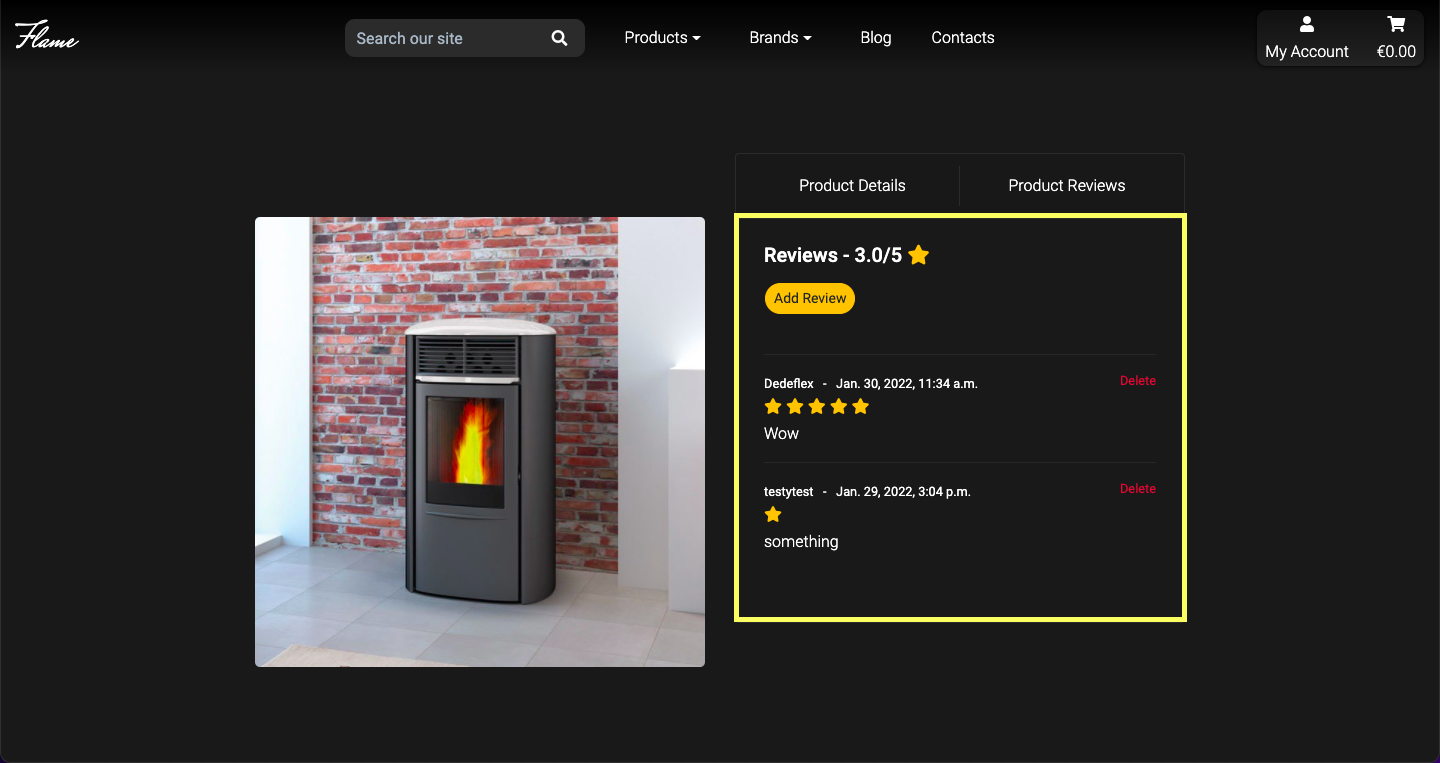 Flame
Search our site
Products
Brands
Blog
Contacts
My Account
€0.00
Product Details
Product Reviews
Reviews - 3.0/5
Add Review
Dedeflex - Jan. 30, 2022, 11:34 a.m.
Delete
Wow
testytest - Jan. 29, 2022, 3:04 p.m.
Delete
something